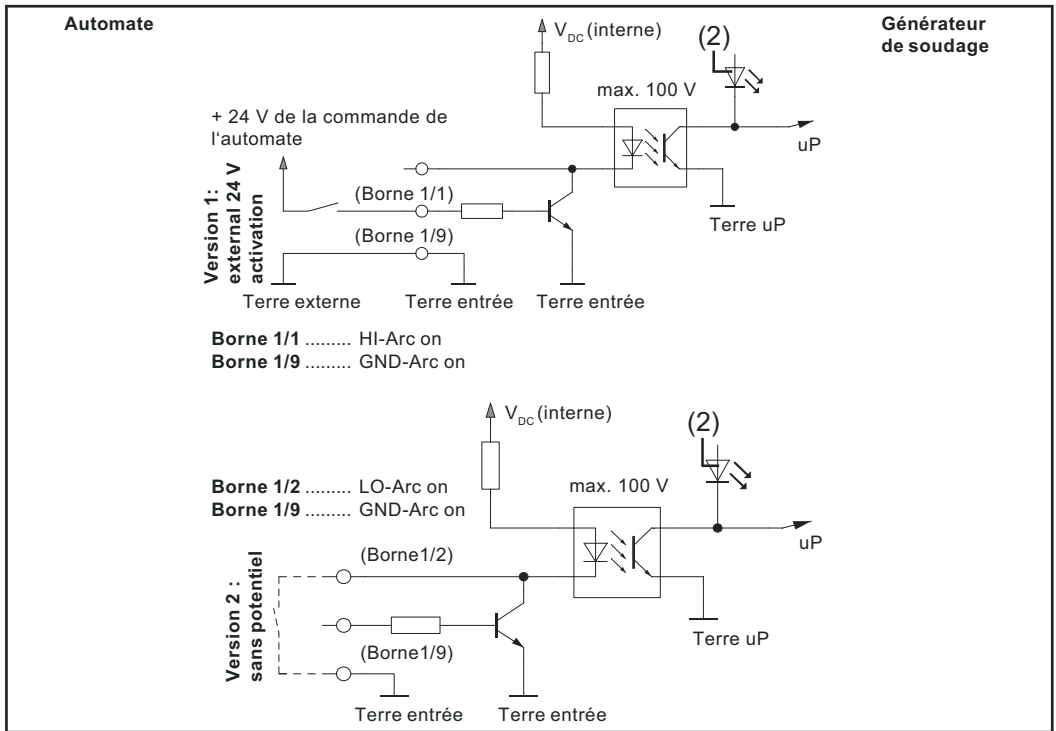 Automate
Générateur
de soudage
V DC (interne)
(2)
max. 100 V
+ 24 V de la commande de
l'automate
uP
Version 1:
external 24 V
activation
(Borne 1/1)
Terre uP
(Borne 1/9)
Terre externe
Terre entrée
Terre entrée
Borne 1/1 ......... HI-Arc on
Borne 1/9 ......... GND-Arc on
V DC (interne)
(2)
Borne 1/2 ......... LO-Arc on
Borne 1/9 ......... GND-Arc on
max. 100 V
uP
Version 2 :
sans potentiel
(Borne1/2)
Terre uP
(Borne1/9)
Terre entrée
Terre entrée